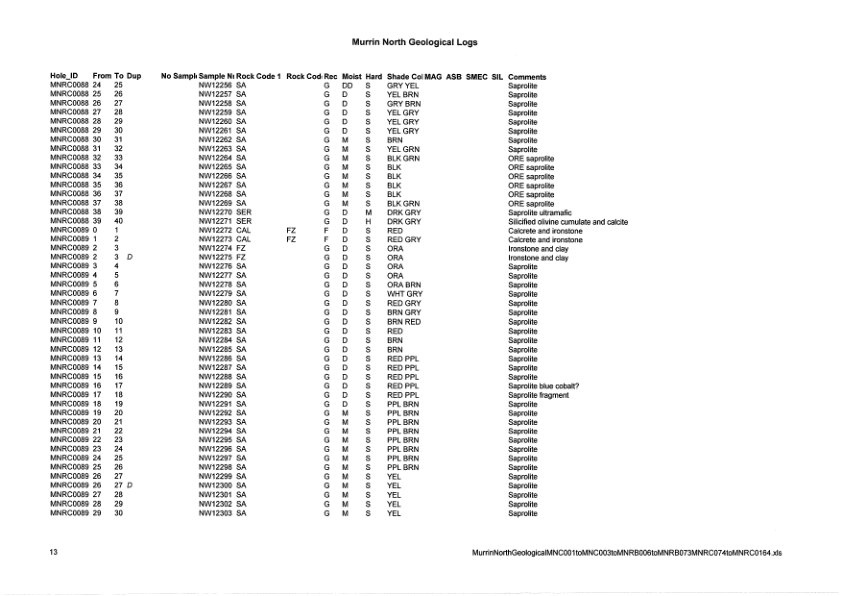 Murrin North Geological Logs
Hole_ID From To Dup No Sampl Sample Nu Rock Code 1 Rock Cod Rec Moist Hard Shade Col MAG ASB SMEC SIL Comments
MNRC0088 24 25 NW12256 SA G DD S GRY YEL Saprolite
MNRC0088 25 26 NW12257 SA G D S YEL BRN Saprolite
MNRC0088 26 27 NW12258 SA G D S GRY BRN Saprolite
MNRC0088 27 28 NW12259 SA G D S YEL GRY Saprolite
MNRC0088 28 29 NW12260 SA G D S YEL GRY Saprolite
MNRC0088 29 30 NW12261 SA G D S YEL GRY Saprolite
MNRC0088 30 31 NW12262 SA G M S BRN Saprolite
MNRC0088 31 32 NW12263 SA G M S YEL GRN Saprolite
MNRC0088 32 33 NW12264 SA G M S BLK GRN ORE saprolite
MNRC0088 33 34 NW12265 SA G M S BLK ORE saprolite
MNRC0088 34 35 NW12266 SA G M S BLK ORE saprolite
MNRC0088 35 36 NW12267 SA G M S BLK ORE saprolite
MNRC0088 36 37 NW12268 SA G M S BLK ORE saprolite
MNRC0088 37 38 NW12269 SA G M S BLK GRN ORE saprolite
MNRC0088 38 39 NW12270 SER G D M DRK GRY Saprolite ultramafic
MNRC0088 39 40 NW12271 SER G D H DRK GRY Silicified olivine cumulate and calcite
MNRC0089 0 1 NW12272 CAL FZ F D S RED Calcrete and ironstone
MNRC0089 1 2 NW12273 CAL FZ F D S RED GRY Calcrete and ironstone
MNRC0089 2 3 NW12274 FZ G D S ORA Ironstone and clay
MNRC0089 2 3 D NW12275 FZ G D S ORA Ironstone and clay
MNRC0089 3 4 NW12276 SA G D S ORA Saprolite
MNRC0089 4 5 NW12277 SA G D S ORA Saprolite
MNRC0089 5 6 NW12278 SA G D S ORA BRN Saprolite
MNRC0089 6 7 NW12279 SA G D S WHT GRY Saprolite
MNRC0089 7 8 NW12280 SA G D S RED GRY Saprolite
MNRC0089 8 9 NW12281 SA G D S BRN GRY Saprolite
MNRC0089 9 10 NW12282 SA G D S BRN RED Saprolite
MNRC0089 10 11 NW12283 SA G D S RED Saprolite
MNRC0089 11 12 NW12284 SA G D S BRN Saprolite
MNRC0089 12 13 NW12285 SA G D S BRN Saprolite
MNRC0089 13 14 NW12286 SA G D S RED PPL Saprolite
MNRC0089 14 15 NW12287 SA G D S RED PPL Saprolite
MNRC0089 15 16 NW12288 SA G D S RED PPL Saprolite
MNRC0089 16 17 NW12289 SA G D S RED PPL Saprolite blue cobalt?
MNRC0089 17 18 NW12290 SA G D S RED PPL Saprolite fragment
MNRC0089 18 19 NW12291 SA G D S PPL BRN Saprolite
MNRC0089 19 20 NW12292 SA G M S PPL BRN Saprolite
MNRC0089 20 21 NW12293 SA G M S PPL BRN Saprolite
MNRC0089 21 22 NW12294 SA G M S PPL BRN Saprolite
MNRC0089 22 23 NW12295 SA G M S PPL BRN Saprolite
MNRC0089 23 24 NW12296 SA G M S PPL BRN Saprolite
MNRC0089 24 25 NW12297 SA G M S PPL BRN Saprolite
MNRC0089 25 26 NW12298 SA G M S PPL BRN Saprolite
MNRC0089 26 27 NW12299 SA G M S YEL Saprolite
MNRC0089 26 27 D NW12300 SA G M S YEL Saprolite
MNRC0089 27 28 NW12301 SA G M S YEL Saprolite
MNRC0089 28 29 NW12302 SA G M S YEL Saprolite
MNRC0089 29 30 NW12303 SA G M S YEL Saprolite
13 MurrinNorthGeologicalMNC001toMNC003toMNRB006toMNRB073MNRC074toMNRC0164.xls